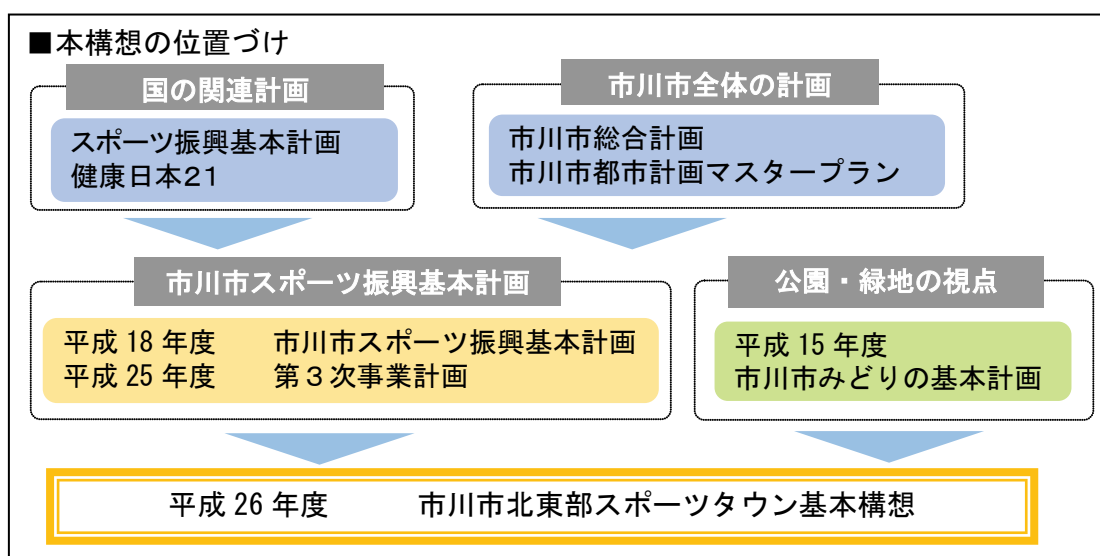 ■本構想の位置づけ
国の関連計画
スポーツ振興基本計画
健康日本21
市川市全体の計画
市川市総合計画
市川市都市計画マスタープラン
市川市スポーツ振興基本計画
平成 18 年度 市川市スポーツ振興基本計画
平成 25 年度 第3次事業計画
公園・緑地の視点
平成 15 年度
市川市みどりの基本計画
平成 26 年度 市川市北東部スポーツタウン基本構想